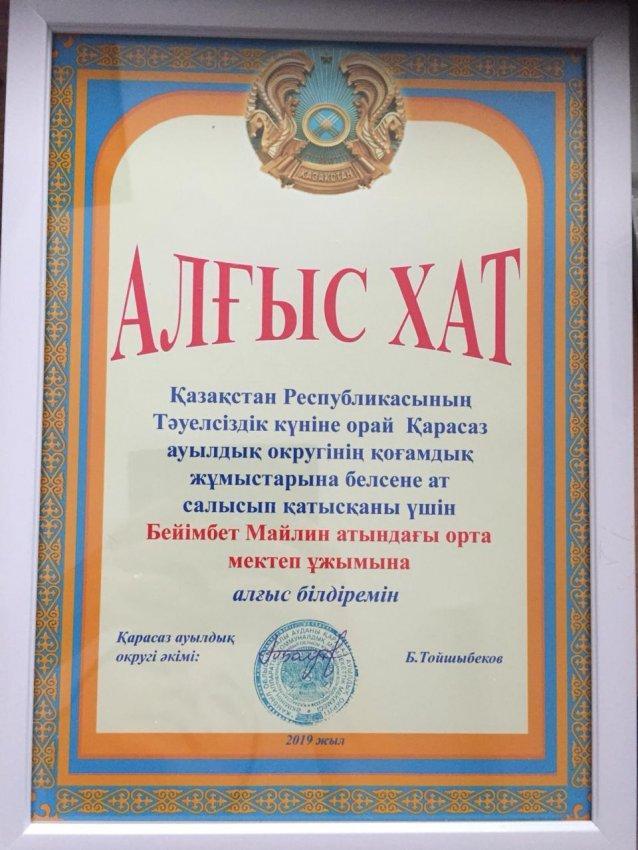 ҚАЗАҚСТАН
АЛҒЫС ХАТ
Қазақстан Республикасының
Тәуелсіздік күніне орай Қарасаз
ауылдық округінің қоғамдық
жұмыстарына белсене ат
салысып қатысқаны үшін
Бейімбет Майлин атындағы орта
мектеп ұжымына
алғыс білдіремін
Қарасаз ауылдық
округі әкімі:
Б.Тойшыбеков
2019 жыл